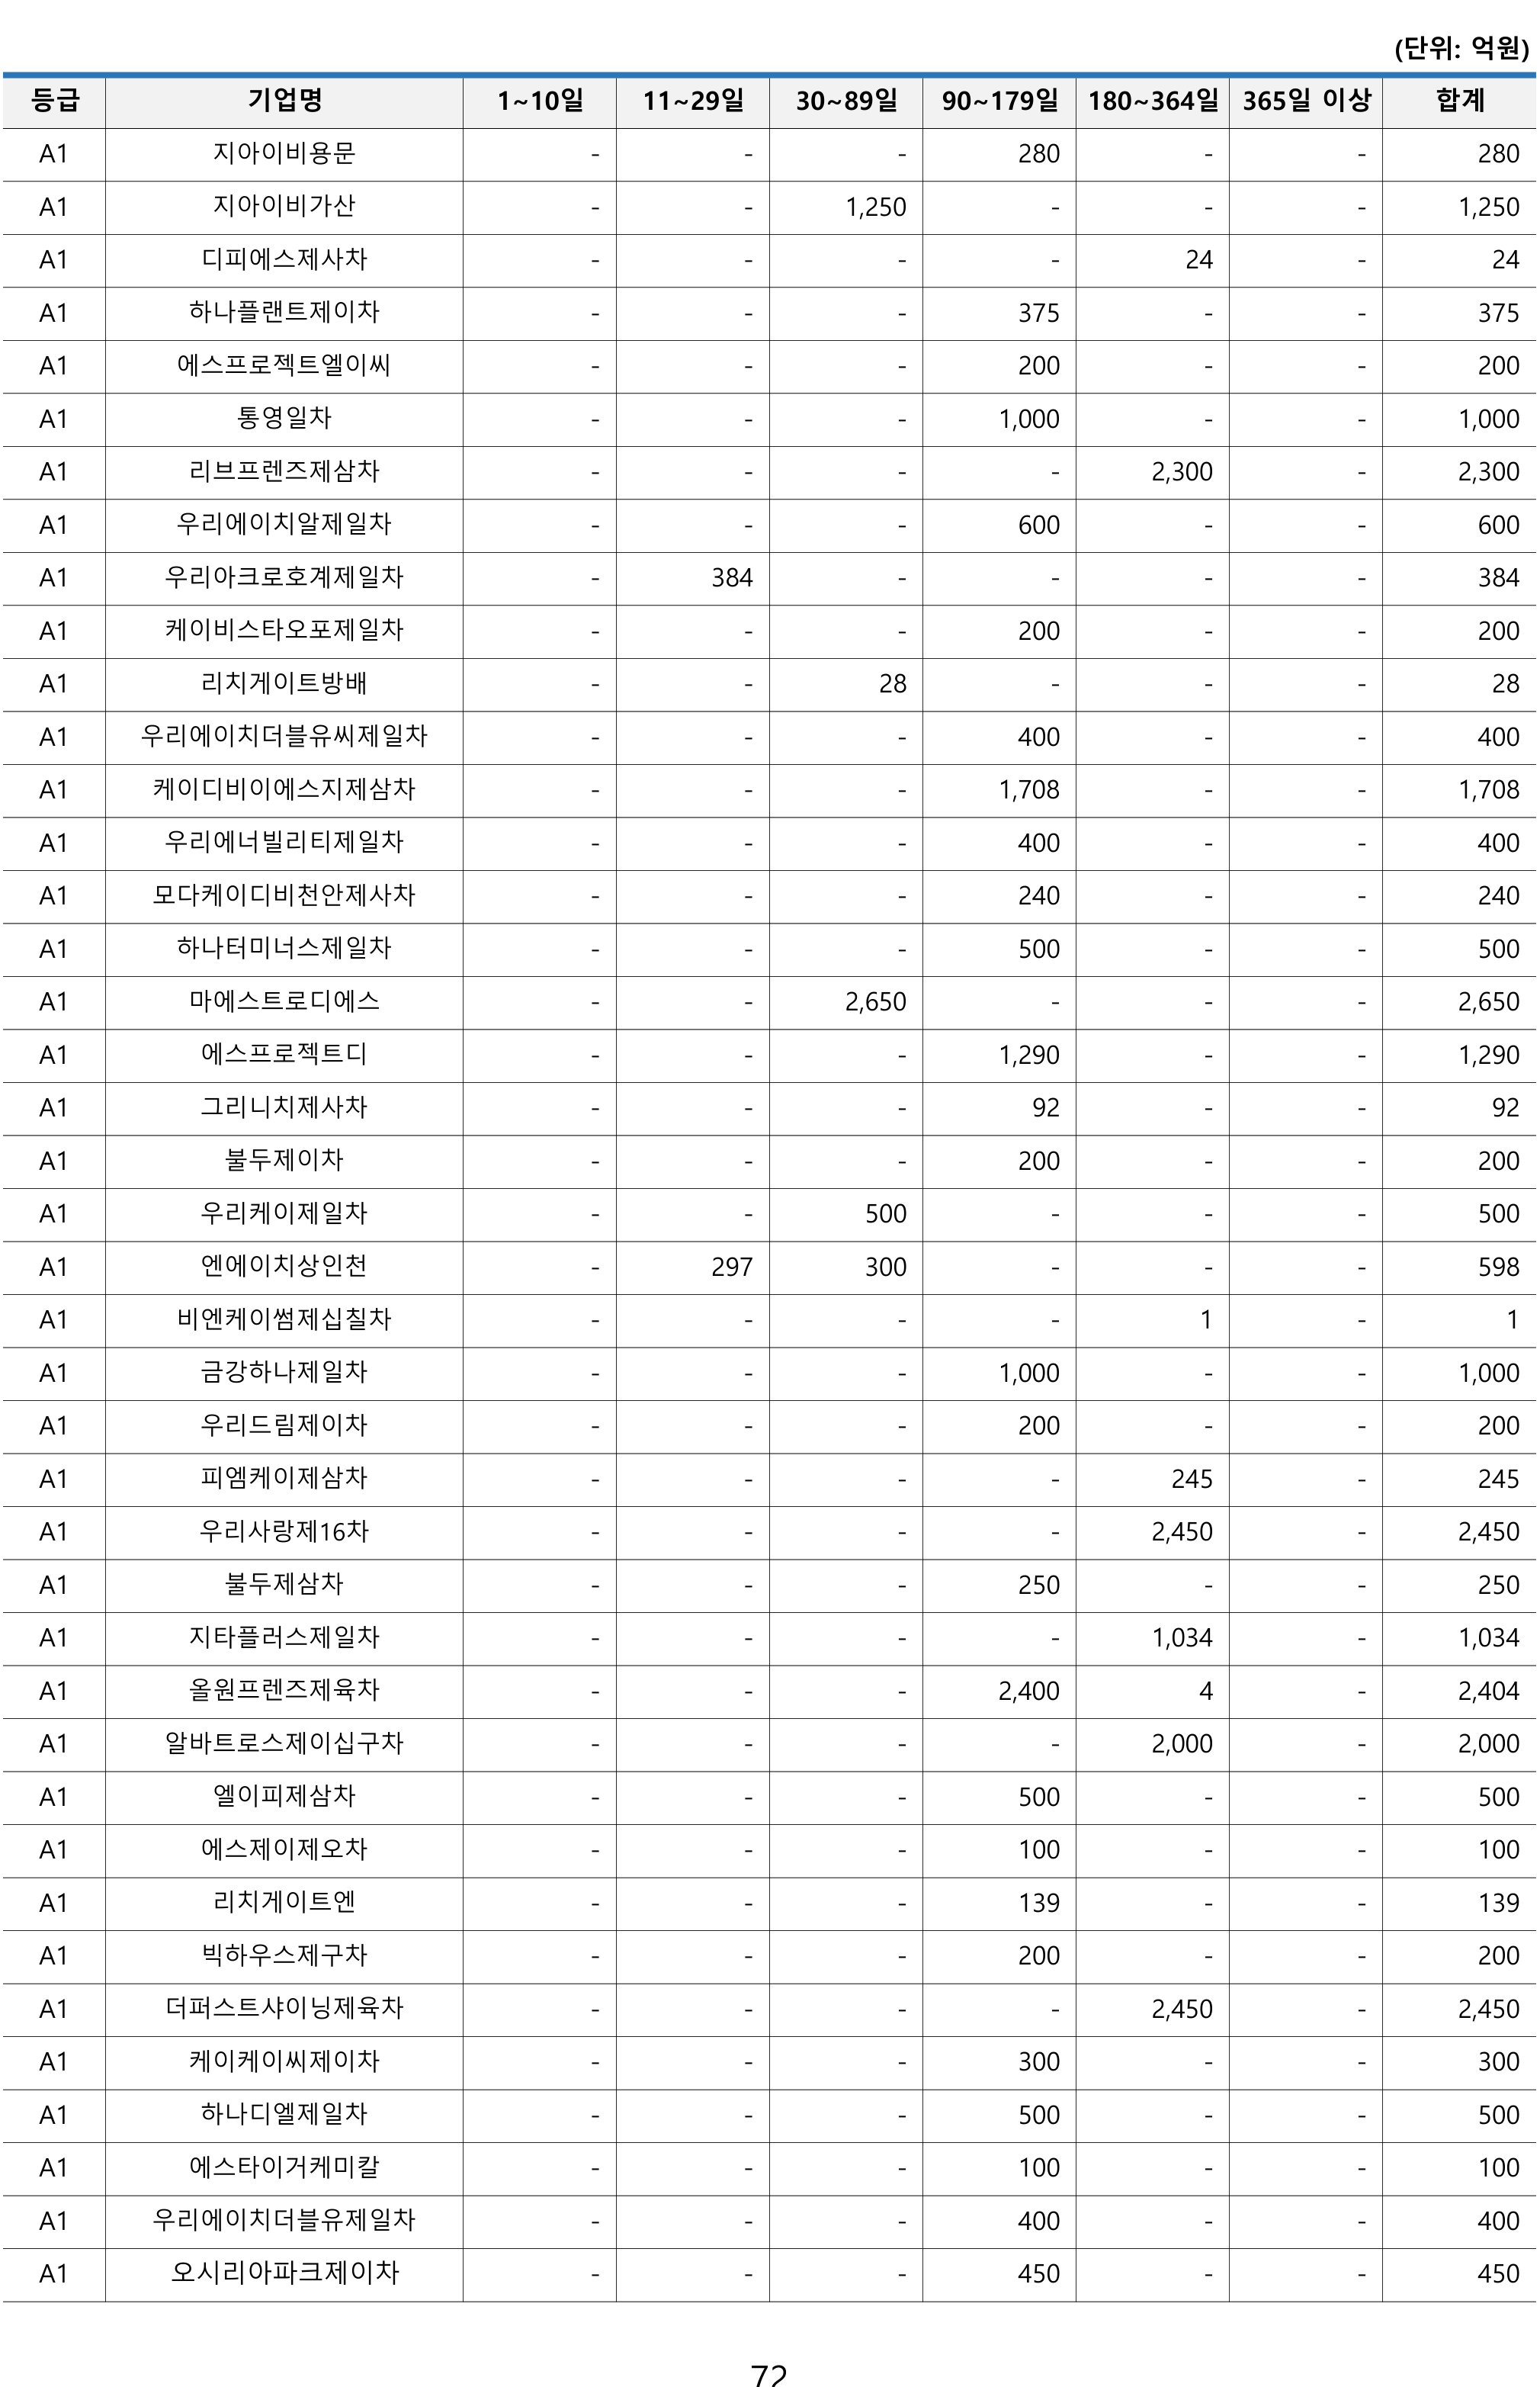 (단위: 억원)
등급 기업명 1~10일 11~29일 30~89일 90~179일 180~364일 365일 이상 합계
A1 지아이비용문 - - - 280 - - 280
A1 지아이비가산 - - 1,250 - - - 1,250
A1 디피에스제사차 - - - - 24 - 24
A1 하나플랜트제이차 - - - 375 - - 375
A1 에스프로젝트엘이씨 - - - 200 - - 200
A1 통영일차 - - - 1,000 - - 1,000
A1 리브프렌즈제삼차 - - - - 2,300 - 2,300
A1 우리에이치알제일차 - - - 600 - - 600
A1 우리아크로호계제일차 - 384 - - - - 384
A1 케이비스타오포제일차 - - - 200 - - 200
A1 리치게이트방배 - - 28 - - - 28
A1 우리에이치더블유씨제일차 - - - 400 - - 400
A1 케이디비이에스지제삼차 - - - 1,708 - - 1,708
A1 우리에너빌리티제일차 - - - 400 - - 400
A1 모다케이디비천안제사차 - - - 240 - - 240
A1 하나터미너스제일차 - - - 500 - - 500
A1 마에스트로디에스 - - 2,650 - - - 2,650
A1 에스프로젝트디 - - - 1,290 - - 1,290
A1 그리니치제사차 - - - 92 - - 92
A1 불두제이차 - - - 200 - - 200
A1 우리케이제일차 - - 500 - - - 500
A1 엔에이치상인천 - 297 300 - - - 598
A1 비엔케이썸제십칠차 - - - - 1 - 1
A1 금강하나제일차 - - - 1,000 - - 1,000
A1 우리드림제이차 - - - 200 - - 200
A1 피엠케이제삼차 - - - - 245 - 245
A1 우리사랑제16차 - - - - 2,450 - 2,450
A1 불두제삼차 - - - 250 - - 250
A1 지타플러스제일차 - - - - 1,034 - 1,034
A1 올원프렌즈제육차 - - - 2,400 4 - 2,404
A1 알바트로스제이십구차 - - - - 2,000 - 2,000
A1 엘이피제삼차 - - - 500 - - 500
A1 에스제이제오차 - - - 100 - - 100
A1 리치게이트엔 - - - 139 - - 139
A1 빅하우스제구차 - - - 200 - - 200
A1 더퍼스트샤이닝제육차 - - - - 2,450 - 2,450
A1 케이케이씨제이차 - - - 300 - - 300
A1 하나디엘제일차 - - - 500 - - 500
A1 에스타이거케미칼 - - - 100 - - 100
A1 우리에이치더블유제일차 - - - 400 - - 400
A1 오시리아파크제이차 - - - 450 - - 450
72